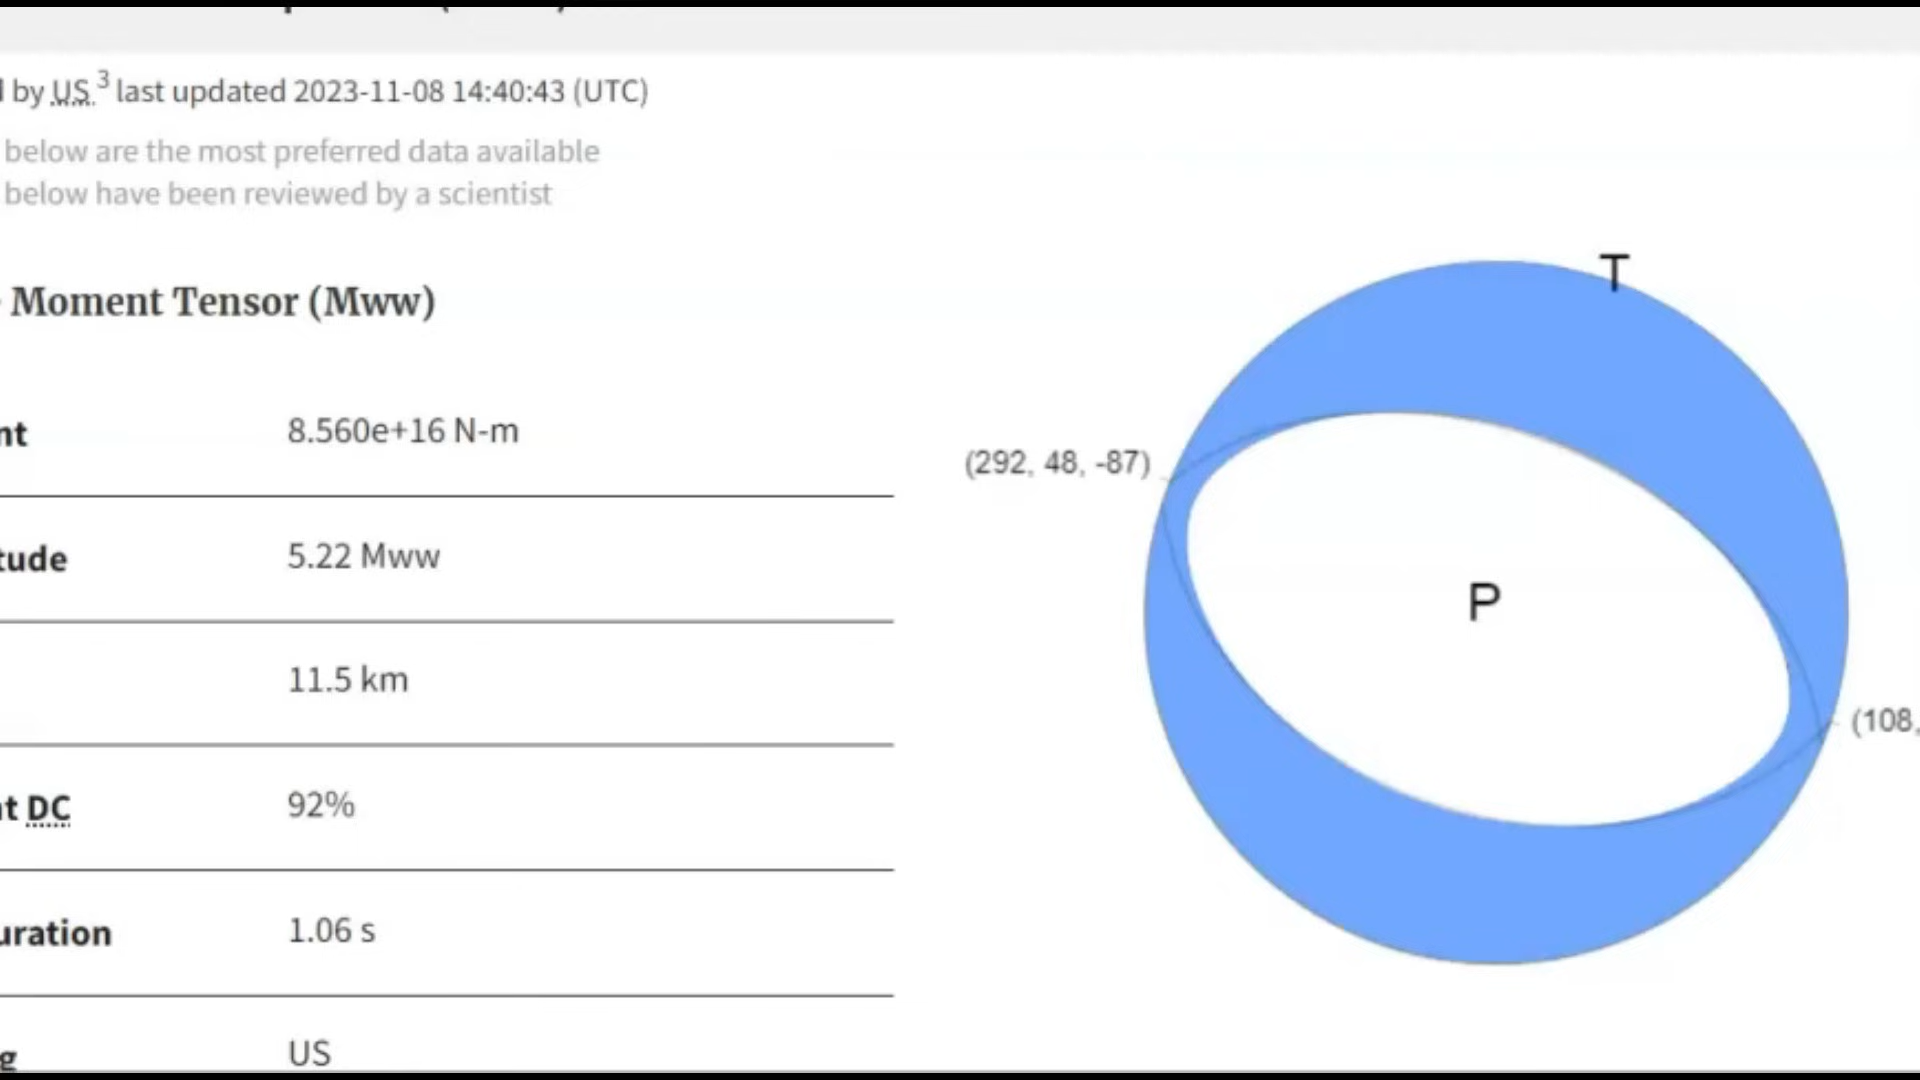 by US.3 last updated 2023-11-08 14:40:43 (UTC)
below are the most preferred data available
below have been reviewed by a scientist
Moment Tensor (Mww)
nt 8.560e+16 N-m
tude 5.22 Mww
11.5 km
t DC 92%
uration 1.06 s
g US
T
(292, 48, -87)
P
(108,